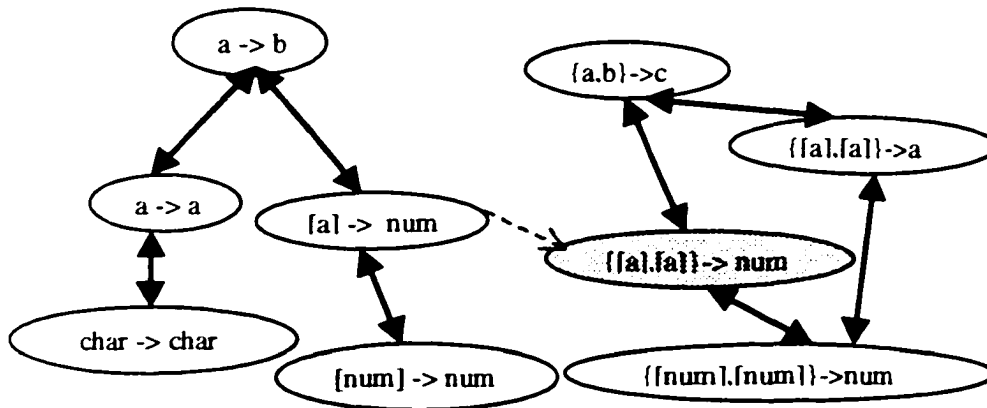 a -> b
{a.b}->c
{[a].[a]}->a
a -> a
[a] -> num
{[a].[a]}-> num
char -> char
[num] -> num
{[num].[num]}->num